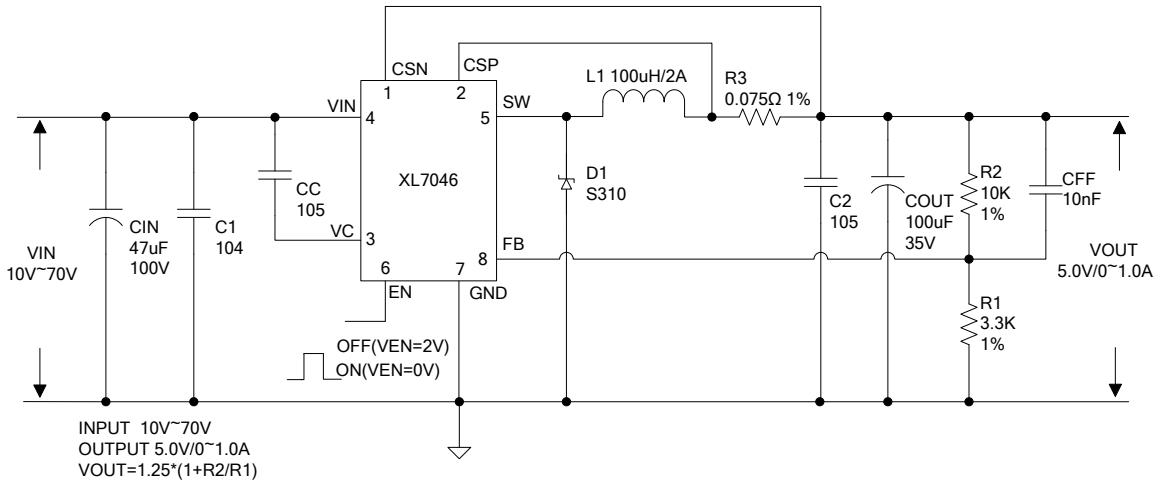 CSN
CSP
1
2
L1 100uH/2A
R3
0.075Ω 1%
VIN
4
SW
5
XL7046
D1
S310
CC
105
VC
3
CIN
47uF
100V
C1
104
VIN
10V~70V
6
EN
7
GND
FB
8
C2
105
COUT
100uF
35V
R2
10K
1%
CFF
10nF
VOUT
5.0V/0~1.0A
R1
3.3K
1%
OFF(VEN=2V)
ON(VEN=0V)
INPUT 10V~70V
OUTPUT 5.0V/0~1.0A
VOUT=1.25*(1+R2/R1)